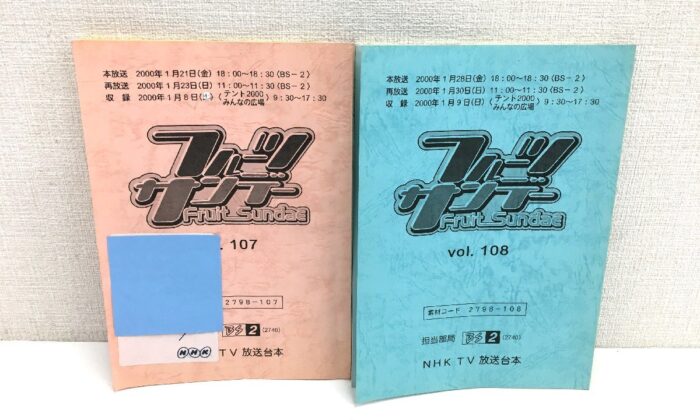 本放送 2000年1月21日(金) 18:00〜18:30 (BS-2)
再放送 2000年1月23日(日) 11:00〜11:30 (BS-2)
収録 2000年1月8日(土) (テント2000 みんなの広場) 9:30〜17:30
フルーツ!
サンデー
Fruit Sundae
. 107
2798-107
BS 2 (2740)
NHK
TV 放送台本
本放送 2000年1月28日(金) 18:00〜18:30 (BS-2)
再放送 2000年1月30日(日) 11:00〜11:30 (BS-2)
収録 2000年1月9日(日) (テント2000 みんなの広場) 9:30〜17:30
フルーツ!
サンデー
Fruit Sundae
vol. 108
素材コード 2798-108
担当部局 BS 2 (2740)
NHK TV 放送台本